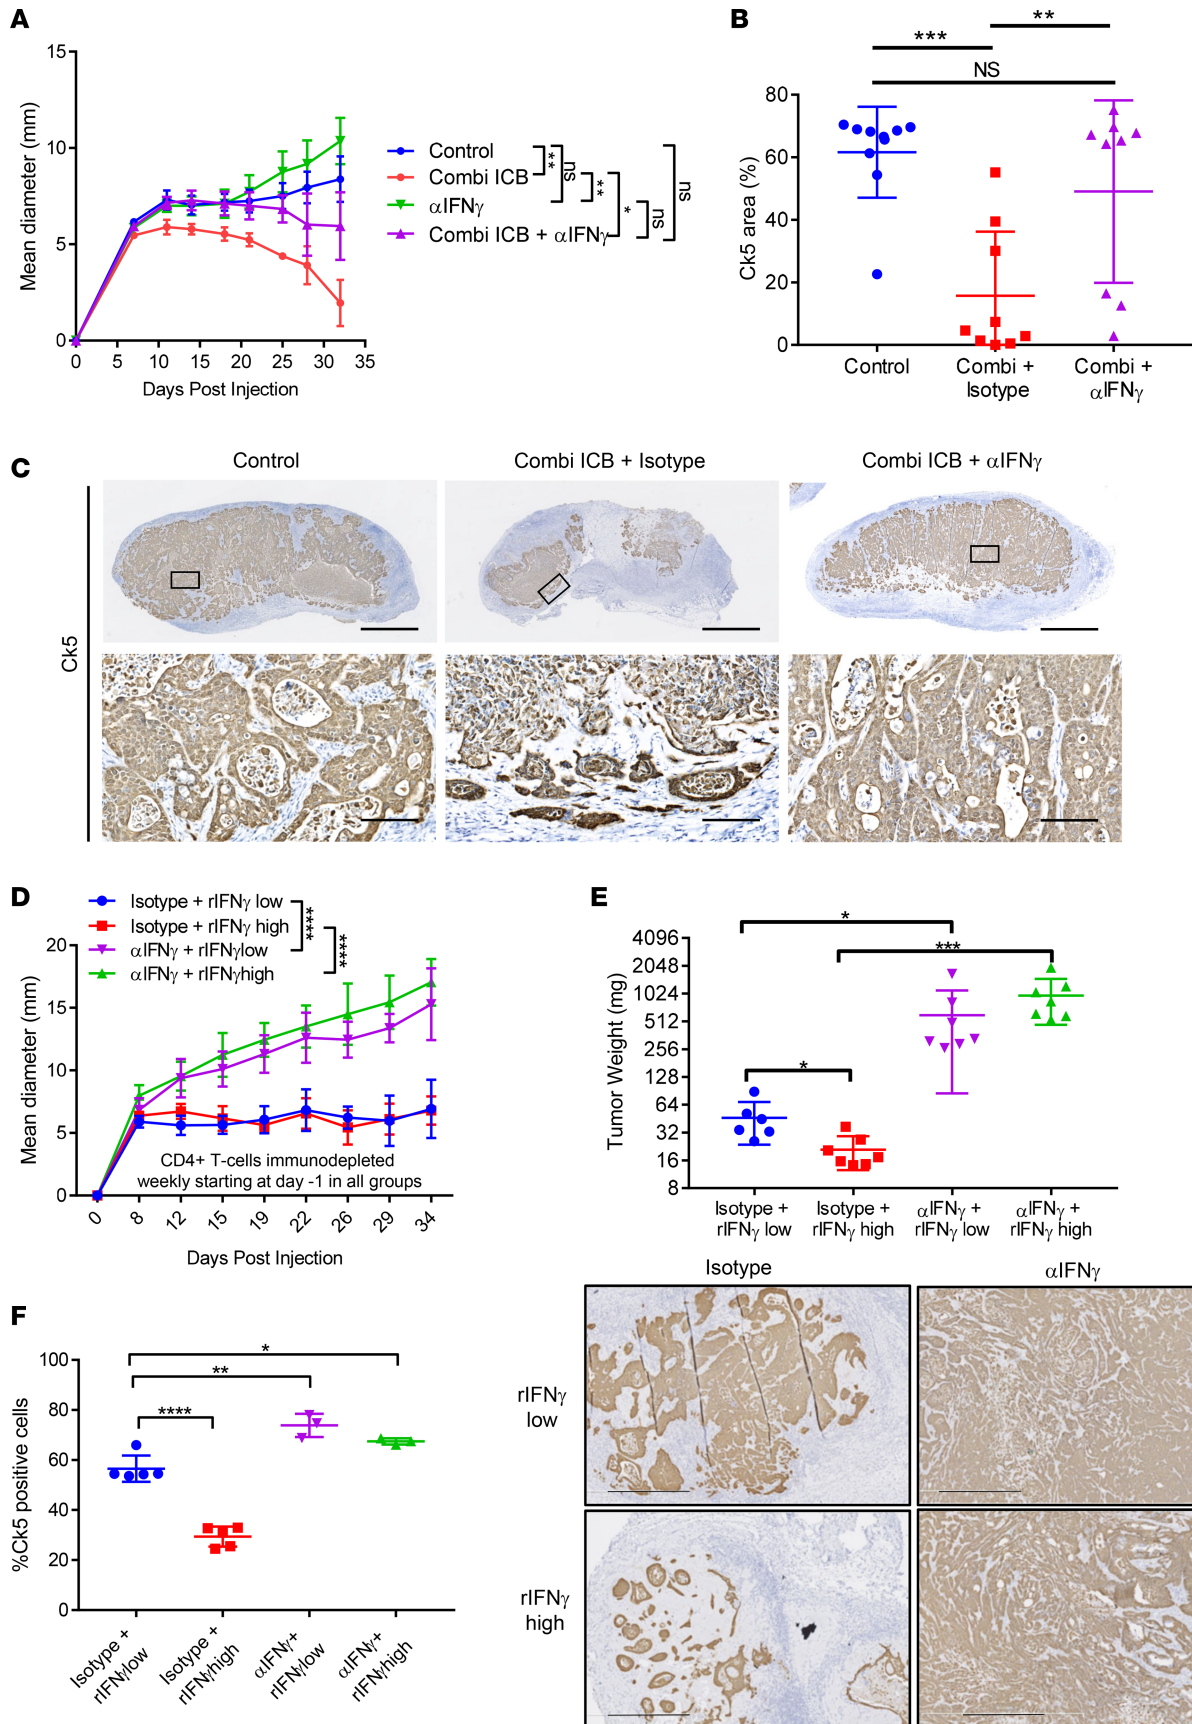 A
15
10
5
0
Mean diameter (mm)
0 5 10 15 20 25 30 35
Days Post Injection
Control
Combi ICB
αIFNγ
Combi ICB + αIFNγ
**
ns
**
*
ns
ns
B
***
**
NS
80
60
40
20
0
Ck5 area (%)
Control
Combi +
Isotype
Combi +
αIFNγ
C
Control
Combi ICB + Isotype
Combi ICB + αIFNγ
Ck5
D
Isotype + rIFNγ low
Isotype + rIFNγ high
αIFNγ + rIFNγlow
αIFNγ + rIFNγhigh
****
****
20
15
10
5
0
Mean diameter (mm)
CD4+ T-cells immunodepleted
weekly starting at day -1 in all groups
0 8 12 15 19 22 26 29 34
Days Post Injection
E
*
***
*
4096
2048
1024
512
256
128
64
32
16
8
Tumor Weight (mg)
Isotype +
rIFNγ low
Isotype +
rIFNγ high
αIFNγ +
rIFNγ low
αIFNγ +
rIFNγ high
F
*
**
****
100
80
60
40
20
0
%Ck5 positive cells
Isotype +
rIFNγlow
Isotype +
rIFNγhigh
αIFNγ+
rIFNγlow
αIFNγ+
rIFNγhigh
Isotype
αIFNγ
rIFNγ
low
rIFNγ
high